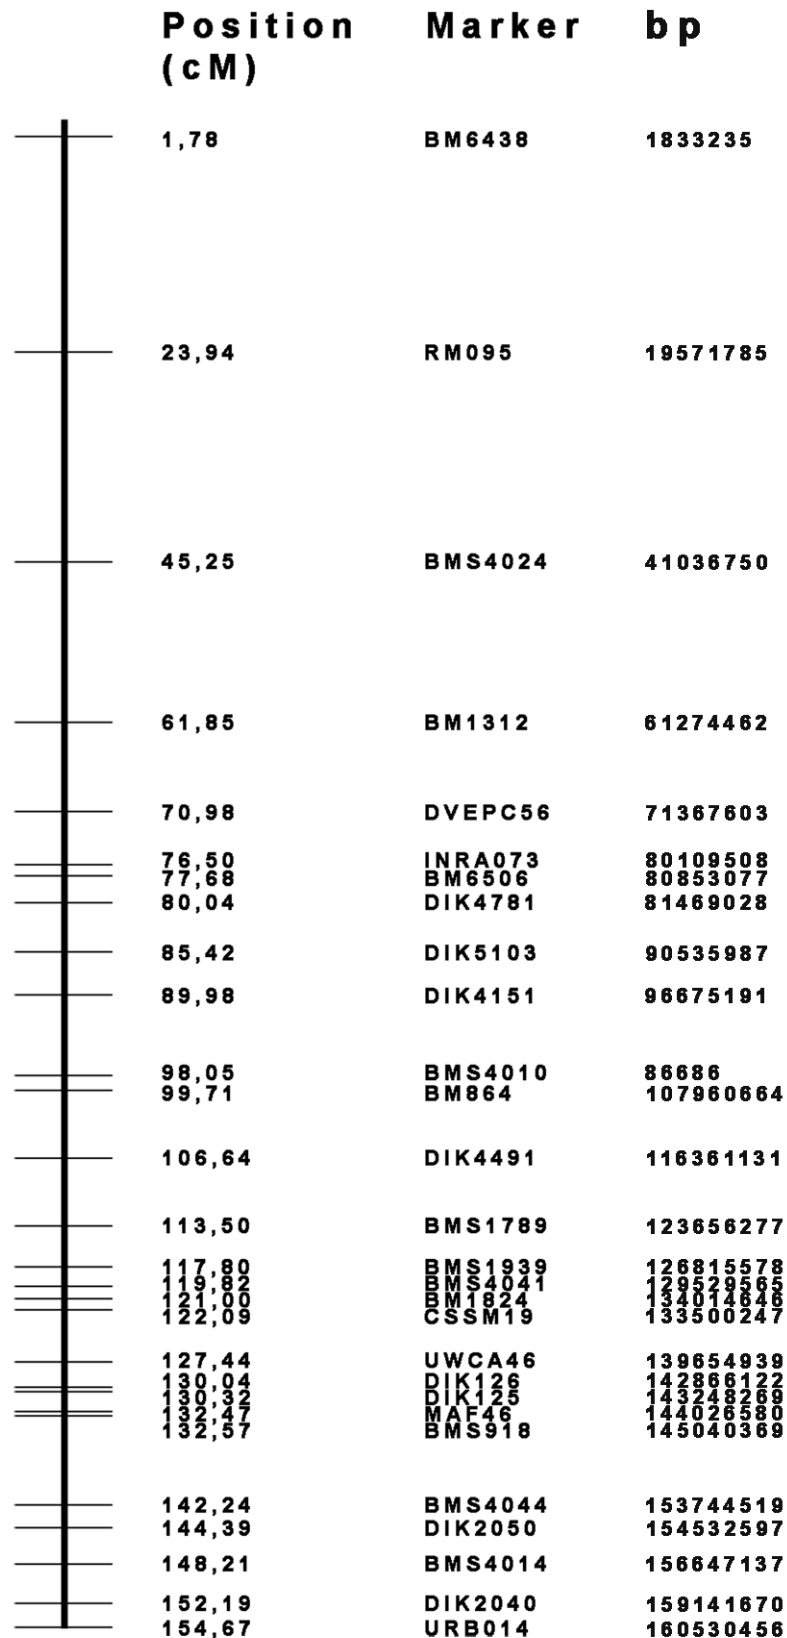 Position Marker bp
(cM)
1,78 BM6438 1833235
23,94 RM095 19571785
45,25 BMS4024 41036750
61,85 BM1312 61274462
70,98 DVEPC56 71367603
76,50 INRA073 80109508
77,68 BM6506 80853077
80,04 DIK4781 81469028
85,42 DIK5103 90535987
89,98 DIK4151 96675191
98,05 BMS4010 86686
99,71 BM864 107960664
106,64 DIK4491 116361131
113,50 BMS1789 123656277
117,80 BMS1939 126815578
119,82 BMS4041 129529565
121,00 BM1824 134014646
122,09 CSSM19 133500247
127,44 UWCA46 139654939
130,04 DIK126 142866122
130,32 DIK125 143248269
132,47 MAF46 144026580
132,57 BMS918 145040369
142,24 BMS4044 153744519
144,39 DIK2050 154532597
148,21 BMS4014 156647137
152,19 DIK2040 159141670
154,67 URB014 160530456